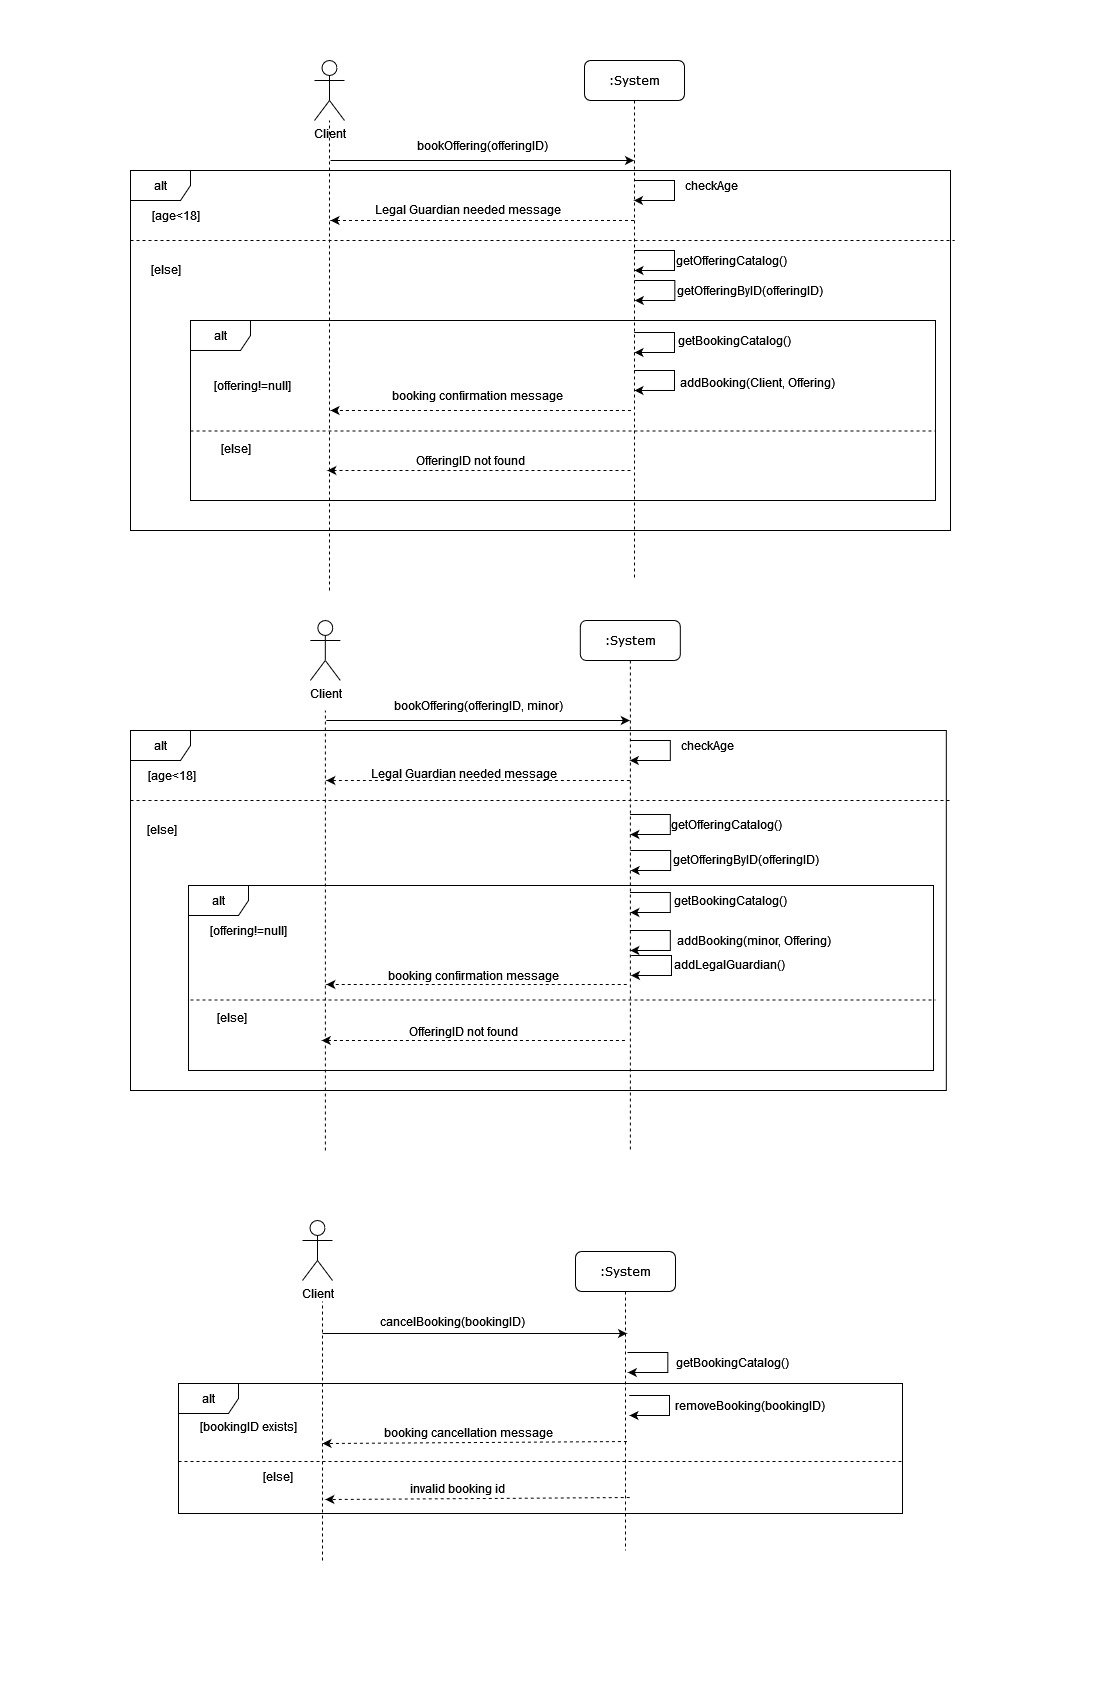 :System
Client
bookOffering(offeringID)
alt
checkAge
[age<18]
Legal Guardian needed message
[else]
getOfferingCatalog()
getOfferingByID(offeringID)
alt
getBookingCatalog()
[offering!=null]
addBooking(Client, Offering)
booking confirmation message
[else]
OfferingID not found
:System
Client
bookOffering(offeringID, minor)
alt
checkAge
[age<18]
Legal Guardian needed message
[else]
getOfferingCatalog()
getOfferingByID(offeringID)
alt
getBookingCatalog()
[offering!=null]
addBooking(minor, Offering)
addLegalGuardian()
booking confirmation message
[else]
OfferingID not found
:System
Client
cancelBooking(bookingID)
getBookingCatalog()
alt
removeBooking(bookingID)
[bookingID exists]
booking cancellation message
[else]
invalid booking id